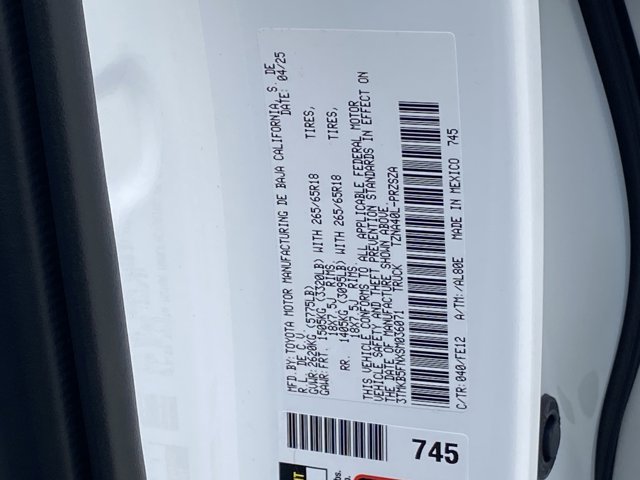 MFD. BY: TOYOTA MOTOR MANUFACTURING DE BAJA CALIFORNIA, S. DE
R. L. DE C. V. DATE: 04/25
GVWR: 2620KG (5775LB)
GAWR: FRT. 1505KG (3320LB) WITH 265/65R18 TIRES,
18X7.5J RIMS
RR. 1405KG (3095LB) WITH 265/65R18 TIRES,
18X7.5J RIMS
THIS VEHICLE CONFORMS TO ALL APPLICABLE FEDERAL MOTOR
VEHICLE SAFETY AND THEFT PREVENTION STANDARDS IN EFFECT ON
THE DATE OF MANUFACTURE SHOWN ABOVE.
3TMKB5FNXSM036071 TRUCK TZNA40L-PRZSZA
C/TR: 040/FE12 A/TM: /AL80E MADE IN MEXICO 745
745